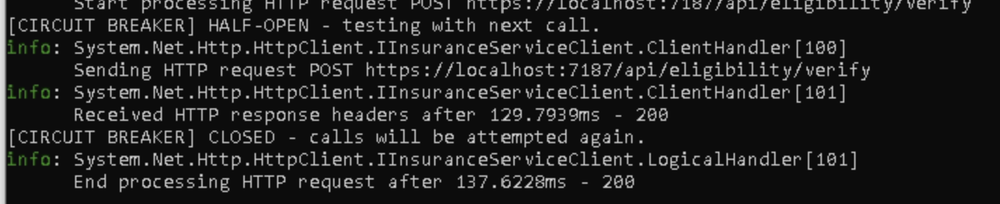 Start processing HTTP request POST https://localhost:7187/api/eligibility/verify
[CIRCUIT BREAKER] HALF-OPEN - testing with next call.
info: System.Net.Http.HttpClient.IInsuranceServiceClient.ClientHandler[100]
Sending HTTP request POST https://localhost:7187/api/eligibility/verify
info: System.Net.Http.HttpClient.IInsuranceServiceClient.ClientHandler[101]
Received HTTP response headers after 129.7939ms - 200
[CIRCUIT BREAKER] CLOSED - calls will be attempted again.
info: System.Net.Http.HttpClient.IInsuranceServiceClient.LogicalHandler[101]
End processing HTTP request after 137.6228ms - 200